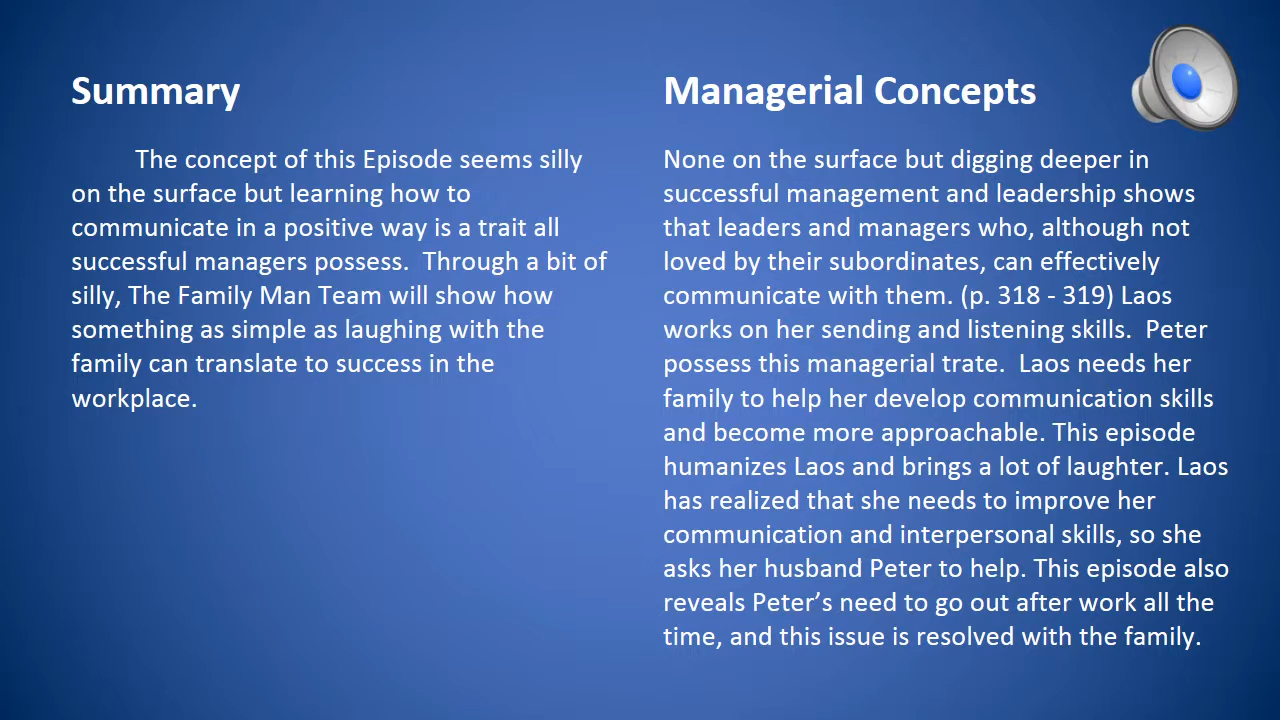 Summary
The concept of this Episode seems silly
on the surface but learning how to
communicate in a positive way is a trait all
successful managers possess.  Through a bit of
silly, The Family Man Team will show how
something as simple as laughing with the
family can translate to success in the
workplace.
Managerial Concepts
None on the surface but digging deeper in
successful management and leadership shows
that leaders and managers who, although not
loved by their subordinates, can effectively
communicate with them. (p. 318 - 319) Laos
works on her sending and listening skills.  Peter
possess this managerial trate.  Laos needs her
family to help her develop communication skills
and become more approachable. This episode
humanizes Laos and brings a lot of laughter. Laos
has realized that she needs to improve her
communication and interpersonal skills, so she
asks her husband Peter to help. This episode also
reveals Peter’s need to go out after work all the
time, and this issue is resolved with the family.